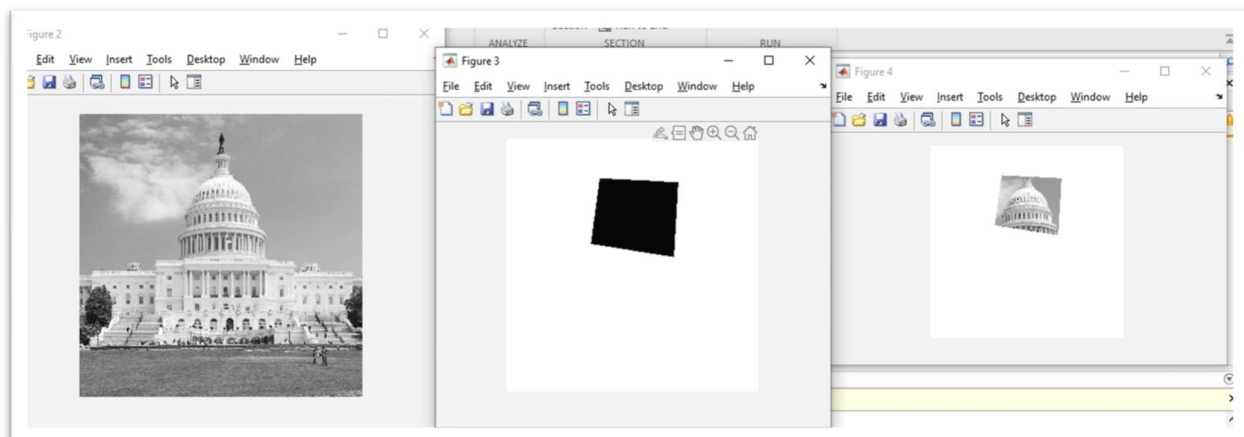 Figure 2
Edit View Insert Tools Desktop Window Help
ANALYZE SECTION RUN
Figure 3
File Edit View Insert Tools Desktop Window Help
Figure 4
File Edit View Insert Tools Desktop Window Help